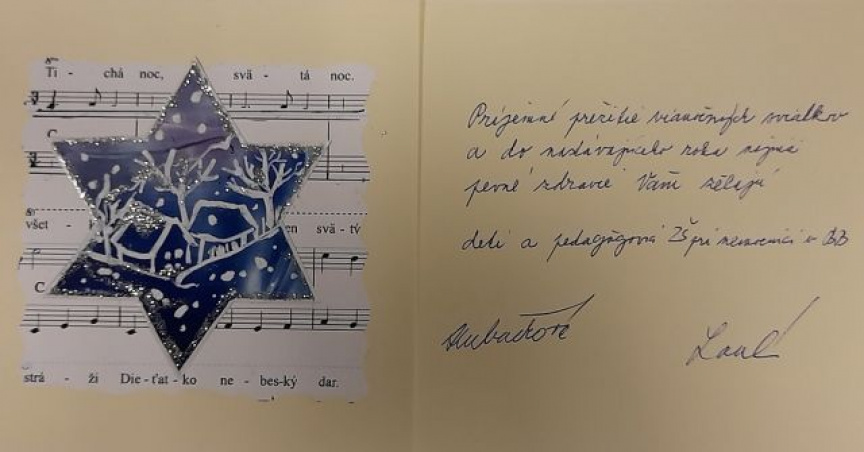 Ti - chá noc, svä - tá noc.
C
všet - en svä - tý
C
strá - ži Die - ťat - ko ne - bes - ký dar.
Príjemné prežitie vianočných sviatkov
a do nastávajúceho roka najmä
pevné zdravie Vám želajú
deti a pedagógovia ZŠ pri nemocnici v BB